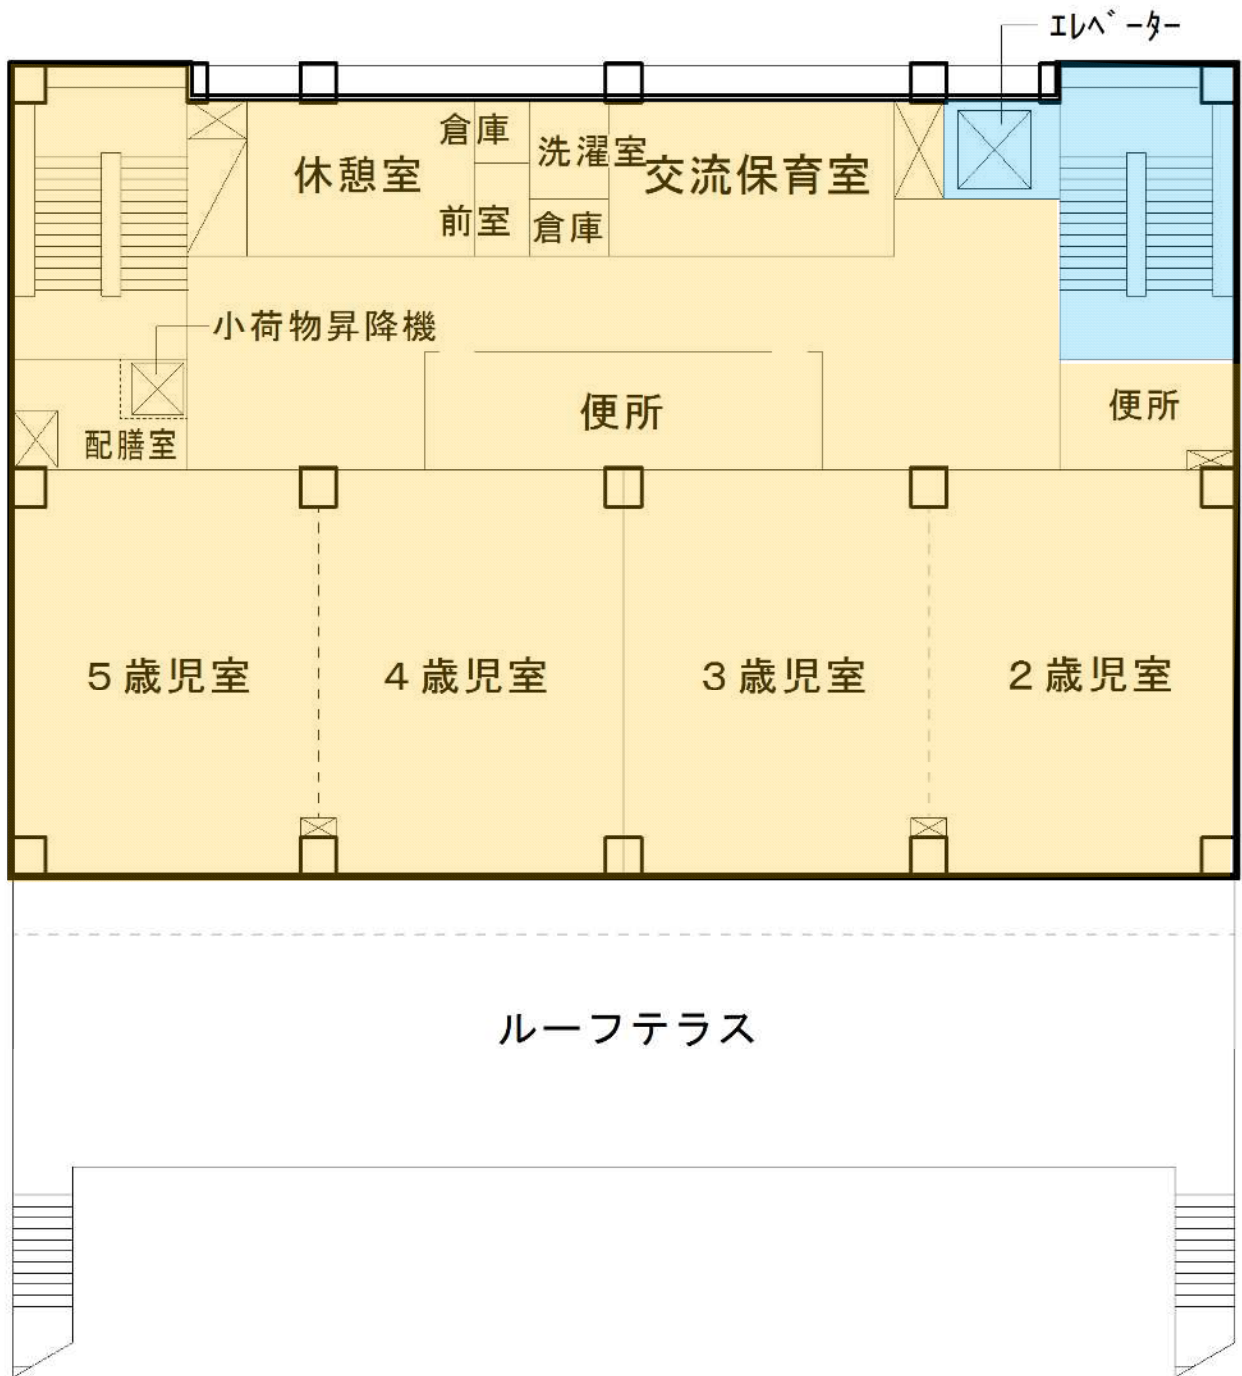 エレベーター
倉庫
洗濯室
休憩室
交流保育室
前室
倉庫
小荷物昇降機
便所
便所
配膳室
5歳児室
4歳児室
3歳児室
2歳児室
ルーフテラス